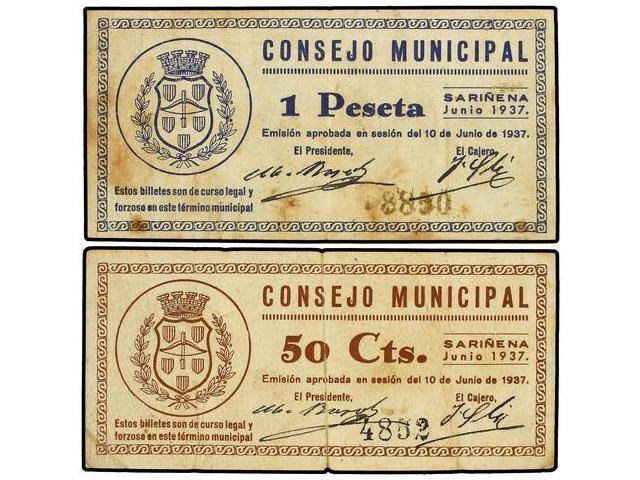 CONSEJO MUNICIPAL
1 Peseta
SARIÑENA
Junio 1937.
Emisión aprobada en sesión del 10 de Junio de 1937.
El Presidente, El Cajero,
Estos billetes son de curso legal y
forzoso en este término municipal
8850
CONSEJO MUNICIPAL
50 Cts.
SARIÑENA
Junio 1937.
Emisión aprobada en sesión del 10 de Junio de 1937.
El Presidente, El Cajero,
Estos billetes son de curso legal y
forzoso en este término municipal
4852